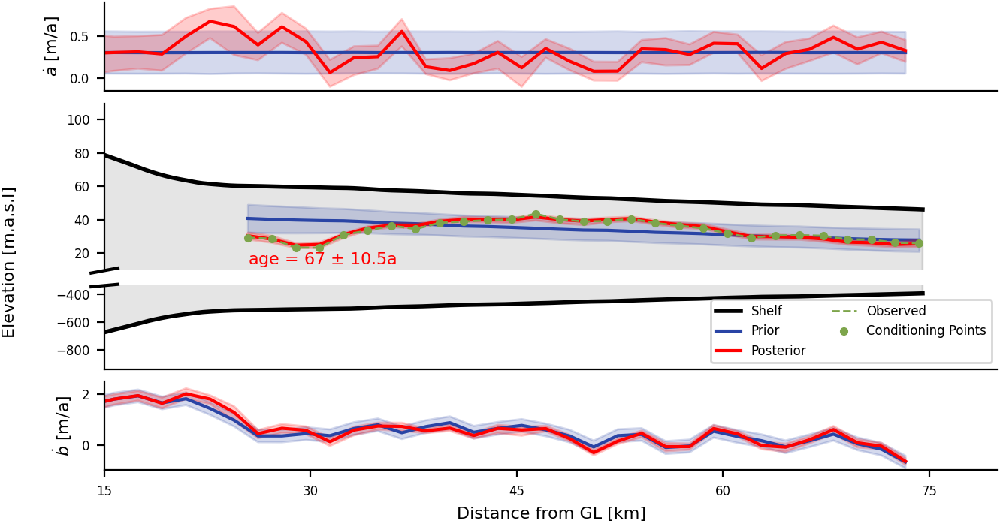 ȧ [m/a]
0.5
0.0
Elevation [m.a.s.l]
100
80
60
40
20
age = 67 ± 10.5a
−400
−600
−800
Shelf
Prior
Posterior
Observed
Conditioning Points
ḃ [m/a]
2
0
15
30
45
60
75
Distance from GL [km]